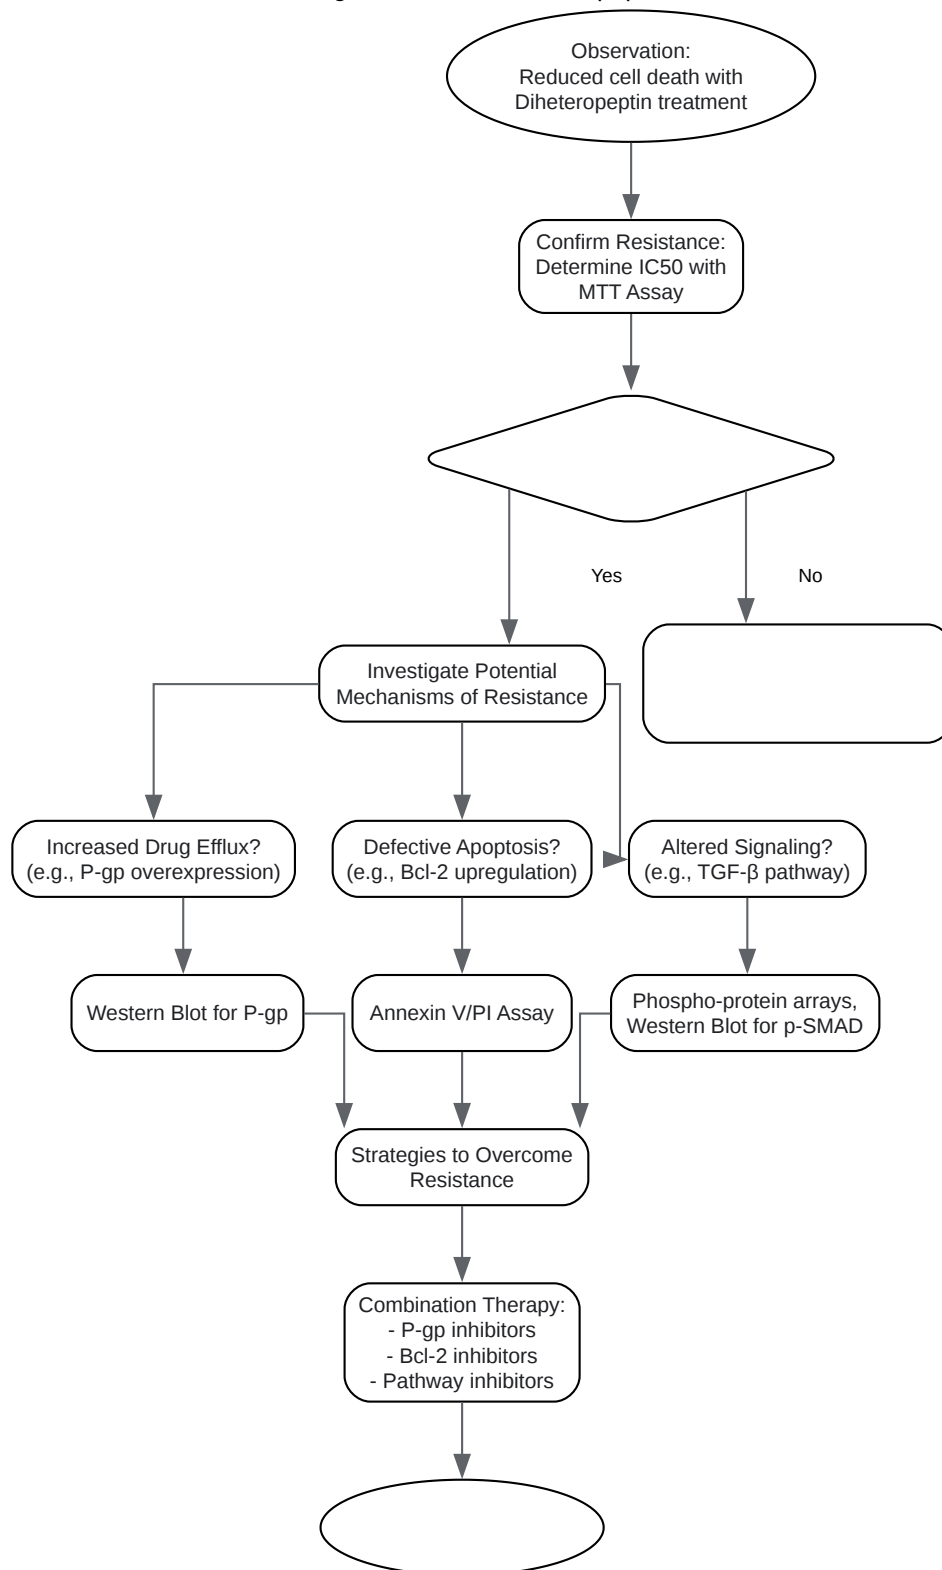 Observation:
Reduced cell death with
Diheteropeptin treatment
Confirm Resistance:
Determine IC50 with
MTT Assay
Yes
No
Investigate Potential
Mechanisms of Resistance
Increased Drug Efflux?
(e.g., P-gp overexpression)
Defective Apoptosis?
(e.g., Bcl-2 upregulation)
Altered Signaling?
(e.g., TGF-β pathway)
Western Blot for P-gp
Annexin V/PI Assay
Phospho-protein arrays,
Western Blot for p-SMAD
Strategies to Overcome
Resistance
Combination Therapy:
- P-gp inhibitors
- Bcl-2 inhibitors
- Pathway inhibitors